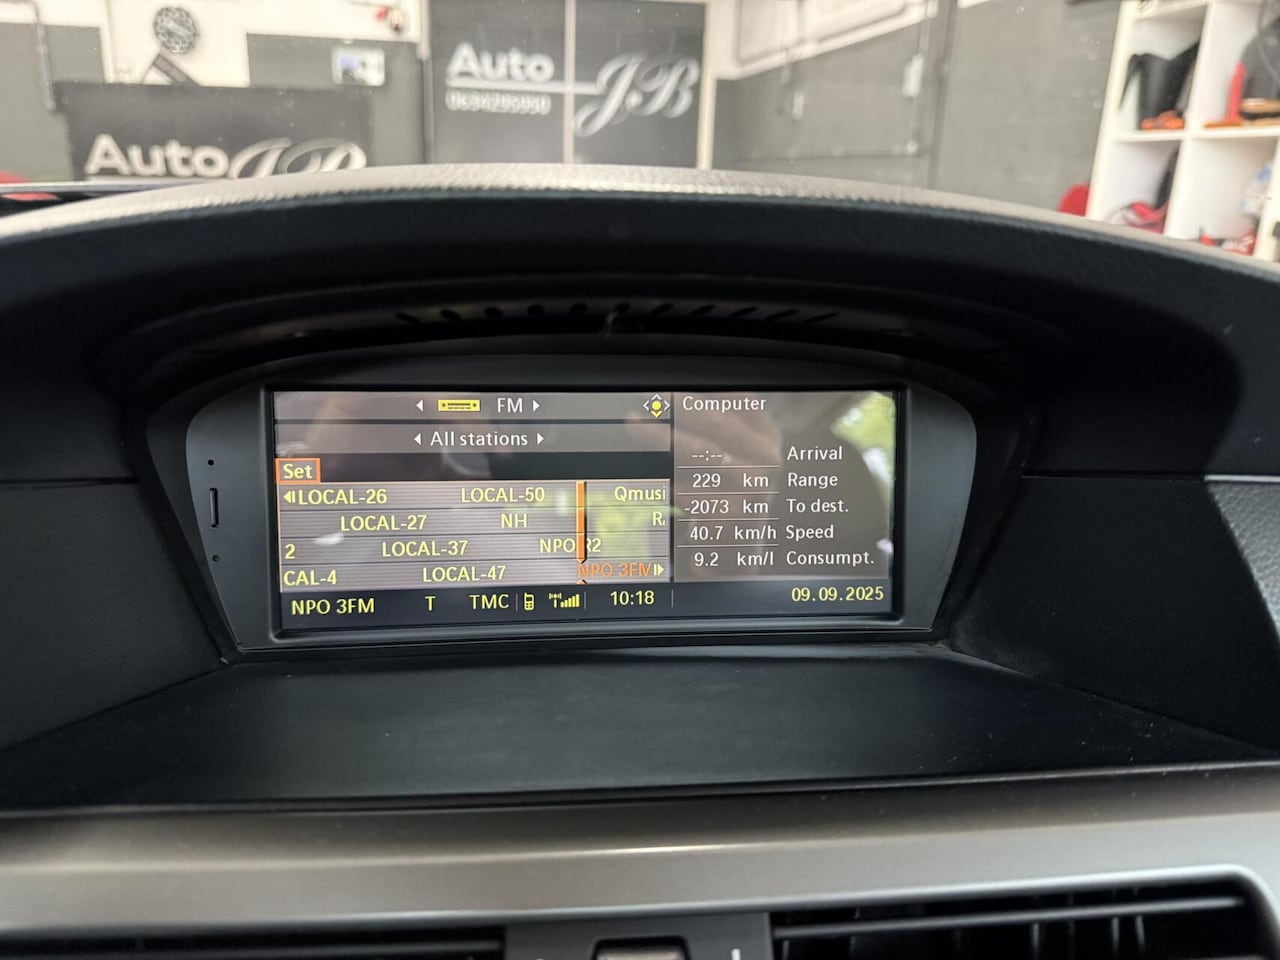 Auto JB
0634295950
Auto JB
FM
Computer
All stations
Set
--:-- Arrival
LOCAL-26 LOCAL-50 Qmusi
229 km Range
LOCAL-27 NH R.
-2073 km To dest.
2 LOCAL-37 NPO R2
40.7 km/h Speed
CAL-4 LOCAL-47 NPO 3FM
9.2 km/l Consumpt.
NPO 3FM T TMC 10:18 09.09.2025